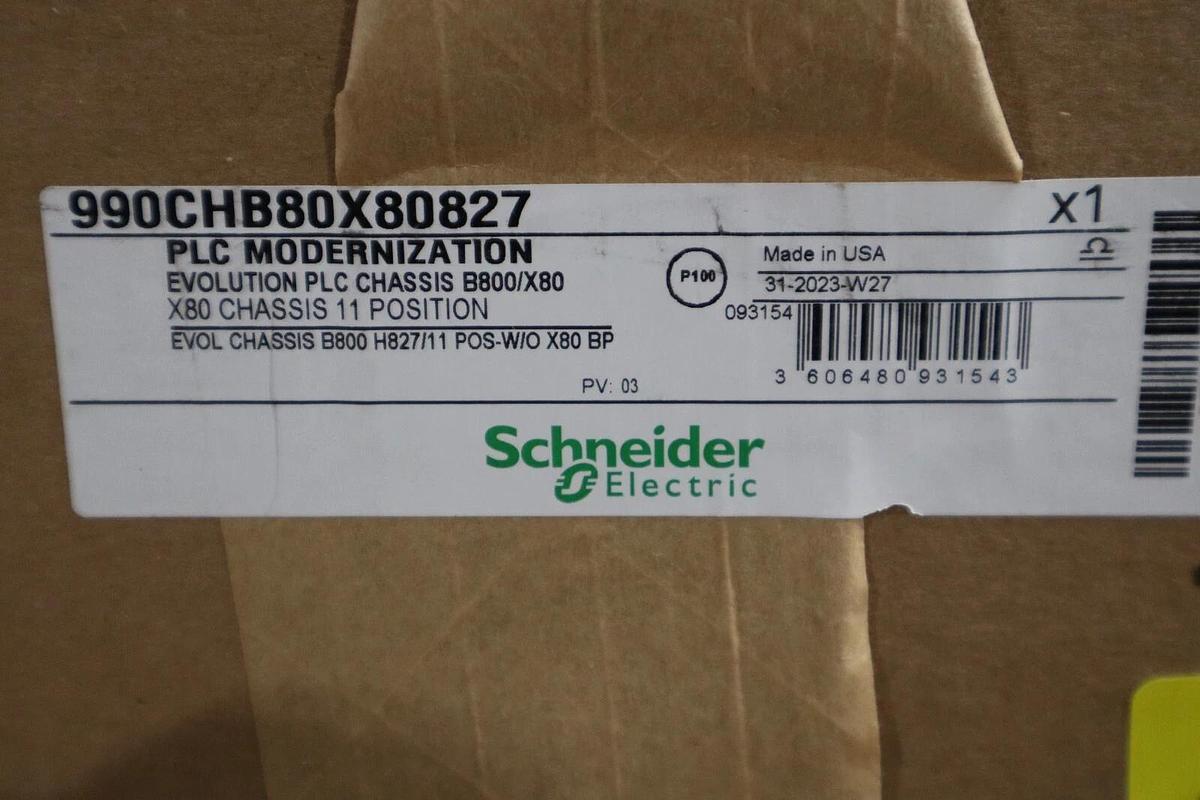 990CHB80X80827
x1
PLC MODERNIZATION
EVOLUTION PLC CHASSIS B800/X80
X80 CHASSIS 11 POSITION
EVOL CHASSIS B800 H827/11 POS-W/O X80 BP
P100
Made in USA
31-2023-W27
093154
3 606480 931543
PV: 03
Schneider
Electric